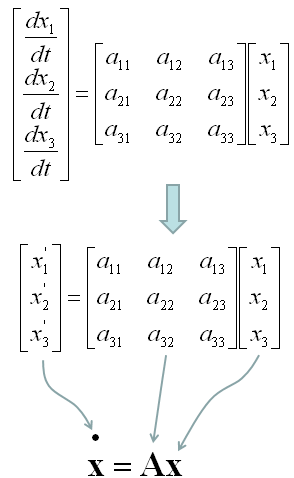 [dx₁/dt dx₂/dt dx₃/dt] = [a₁₁ a₁₂ a₁₃
a₂₁ a₂₂ a₂₃
a₃₁ a₃₂ a₃₃] [x₁ x₂ x₃]
[x₁' x₂' x₃'] = [a₁₁ a₁₂ a₁₃
a₂₁ a₂₂ a₂₃
a₃₁ a₃₂ a₃₃] [x₁ x₂ x₃]
ẋ = Ax